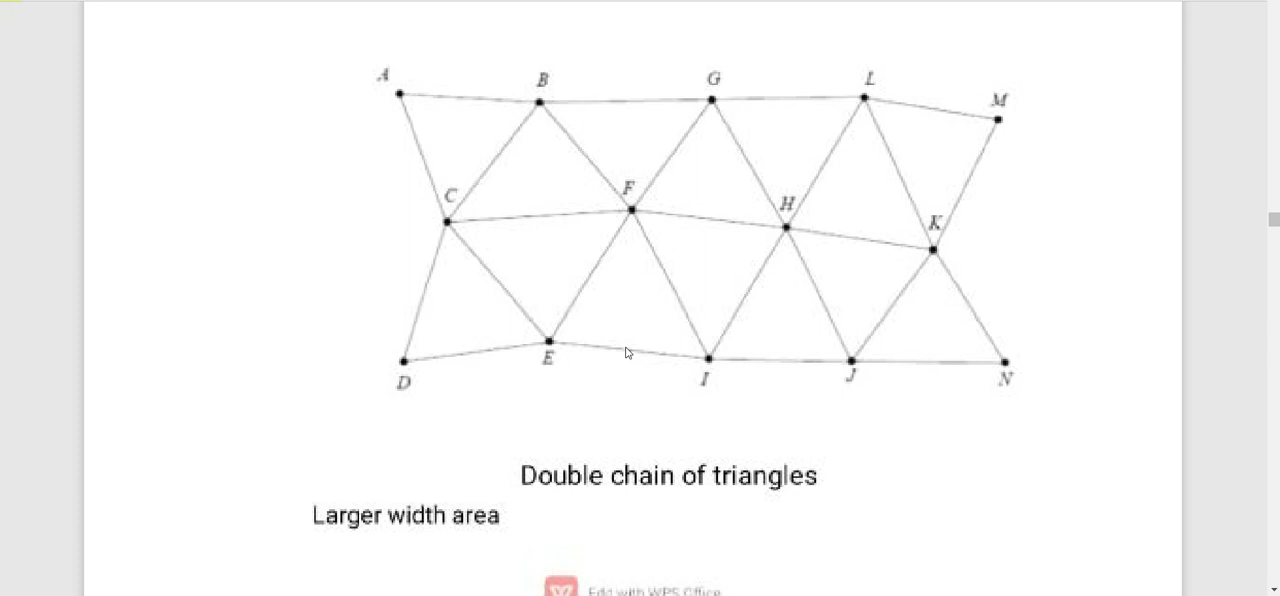 A B G L M
C F H K
D E I J N
Double chain of triangles
Larger width area
Edit with WPS Office